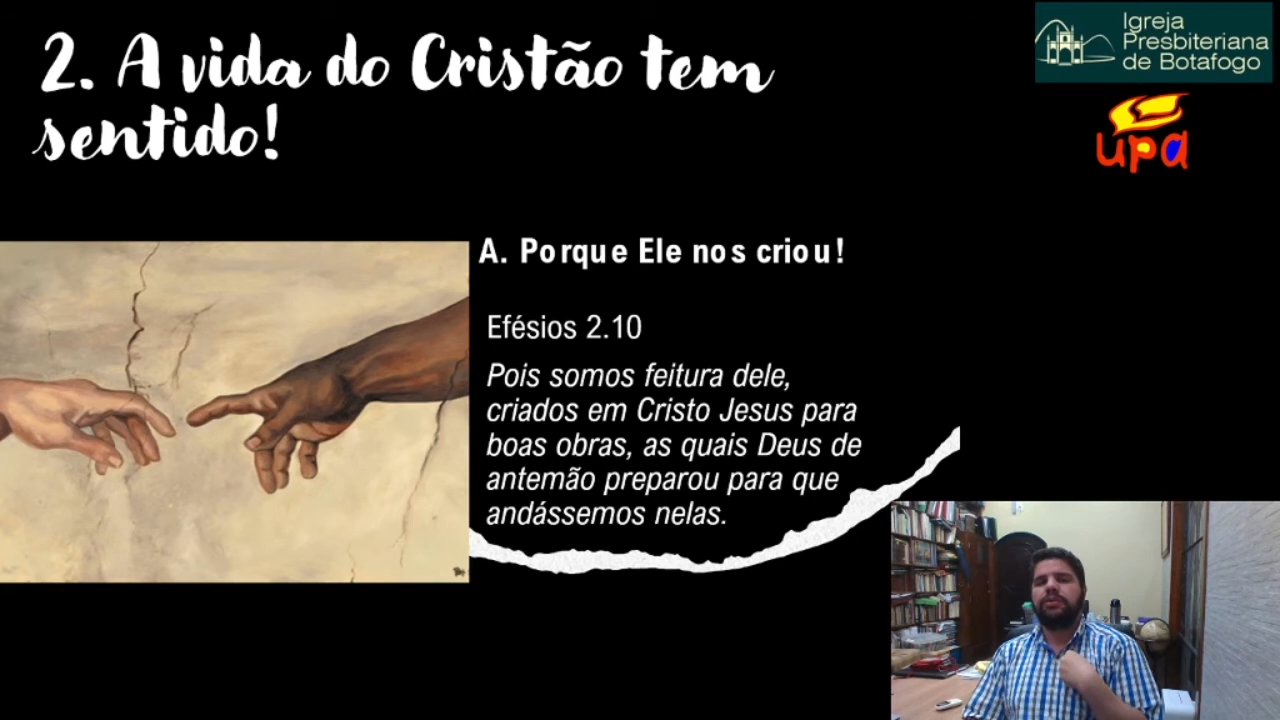 2. A vida do Cristão tem
sentido!
Igreja
Presbiteriana
de Botafogo
upa
A. Porque Ele nos criou!
Efésios 2.10
Pois somos feitura dele,
criados em Cristo Jesus para
boas obras, as quais Deus de
antemão preparou para que
andássemos nelas.